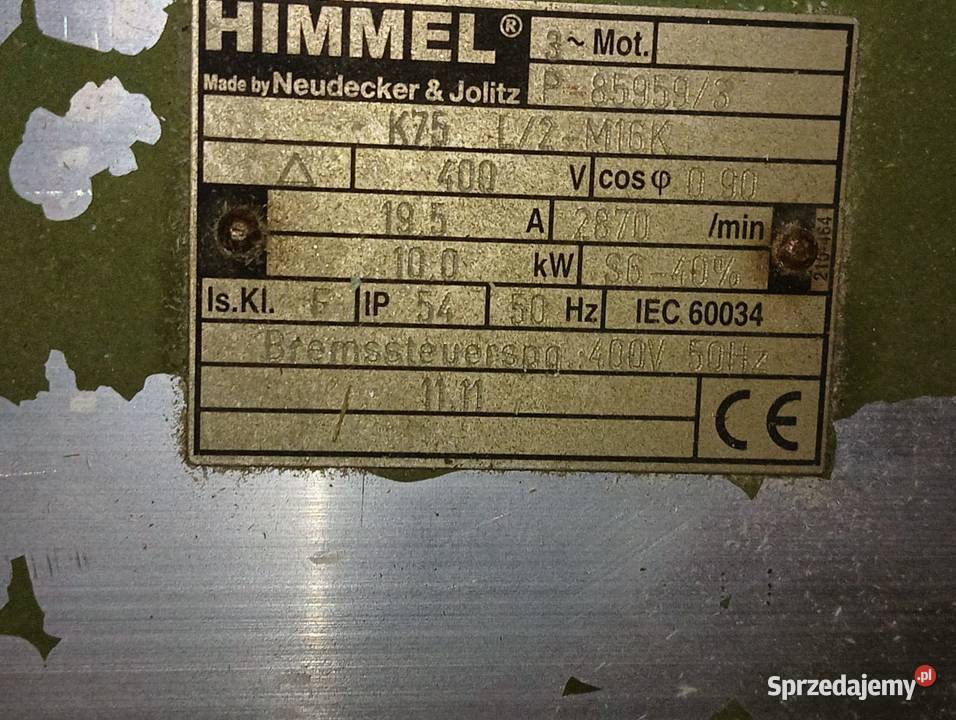 HIMMEL®
3~ Mot.
Made by Neudecker & Jolitz
P-85959/3
K75 L/2-M16K
△ 400 V cos φ 0.90
19.5 A 2870 /min
10.0 kW S6-40%
210-464
Is.Kl. F IP 54 50 Hz IEC 60034
Bremssteuerspg. 400V 50Hz
11.11
CE
Sprzedajemy.pl